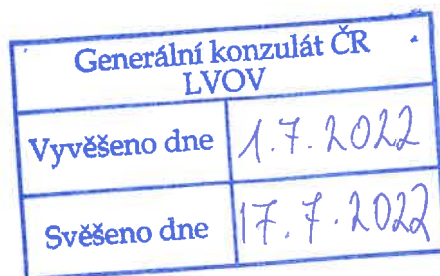 Generální konzulát ČR
LVOV
Vyvěšeno dne 1.7.2022
Svěšeno dne 17.7.2022